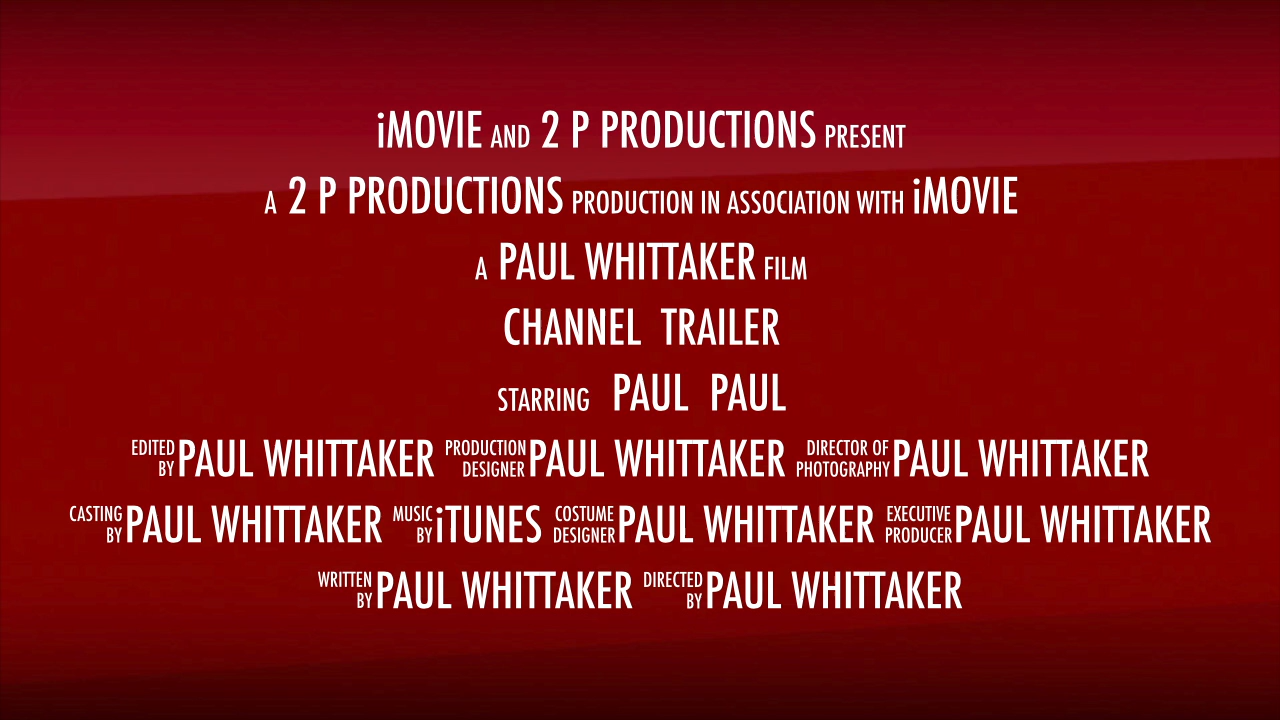 iMOVIE AND 2 P PRODUCTIONS PRESENT
A 2 P PRODUCTIONS PRODUCTION IN ASSOCIATION WITH iMOVIE
A PAUL WHITTAKER FILM
CHANNEL TRAILER
STARRING PAUL PAUL
EDITED BY PAUL WHITTAKER PRODUCTION DESIGNER PAUL WHITTAKER DIRECTOR OF PHOTOGRAPHY PAUL WHITTAKER
CASTING BY PAUL WHITTAKER MUSIC BY iTUNES COSTUME DESIGNER PAUL WHITTAKER EXECUTIVE PRODUCER PAUL WHITTAKER
WRITTEN BY PAUL WHITTAKER DIRECTED BY PAUL WHITTAKER